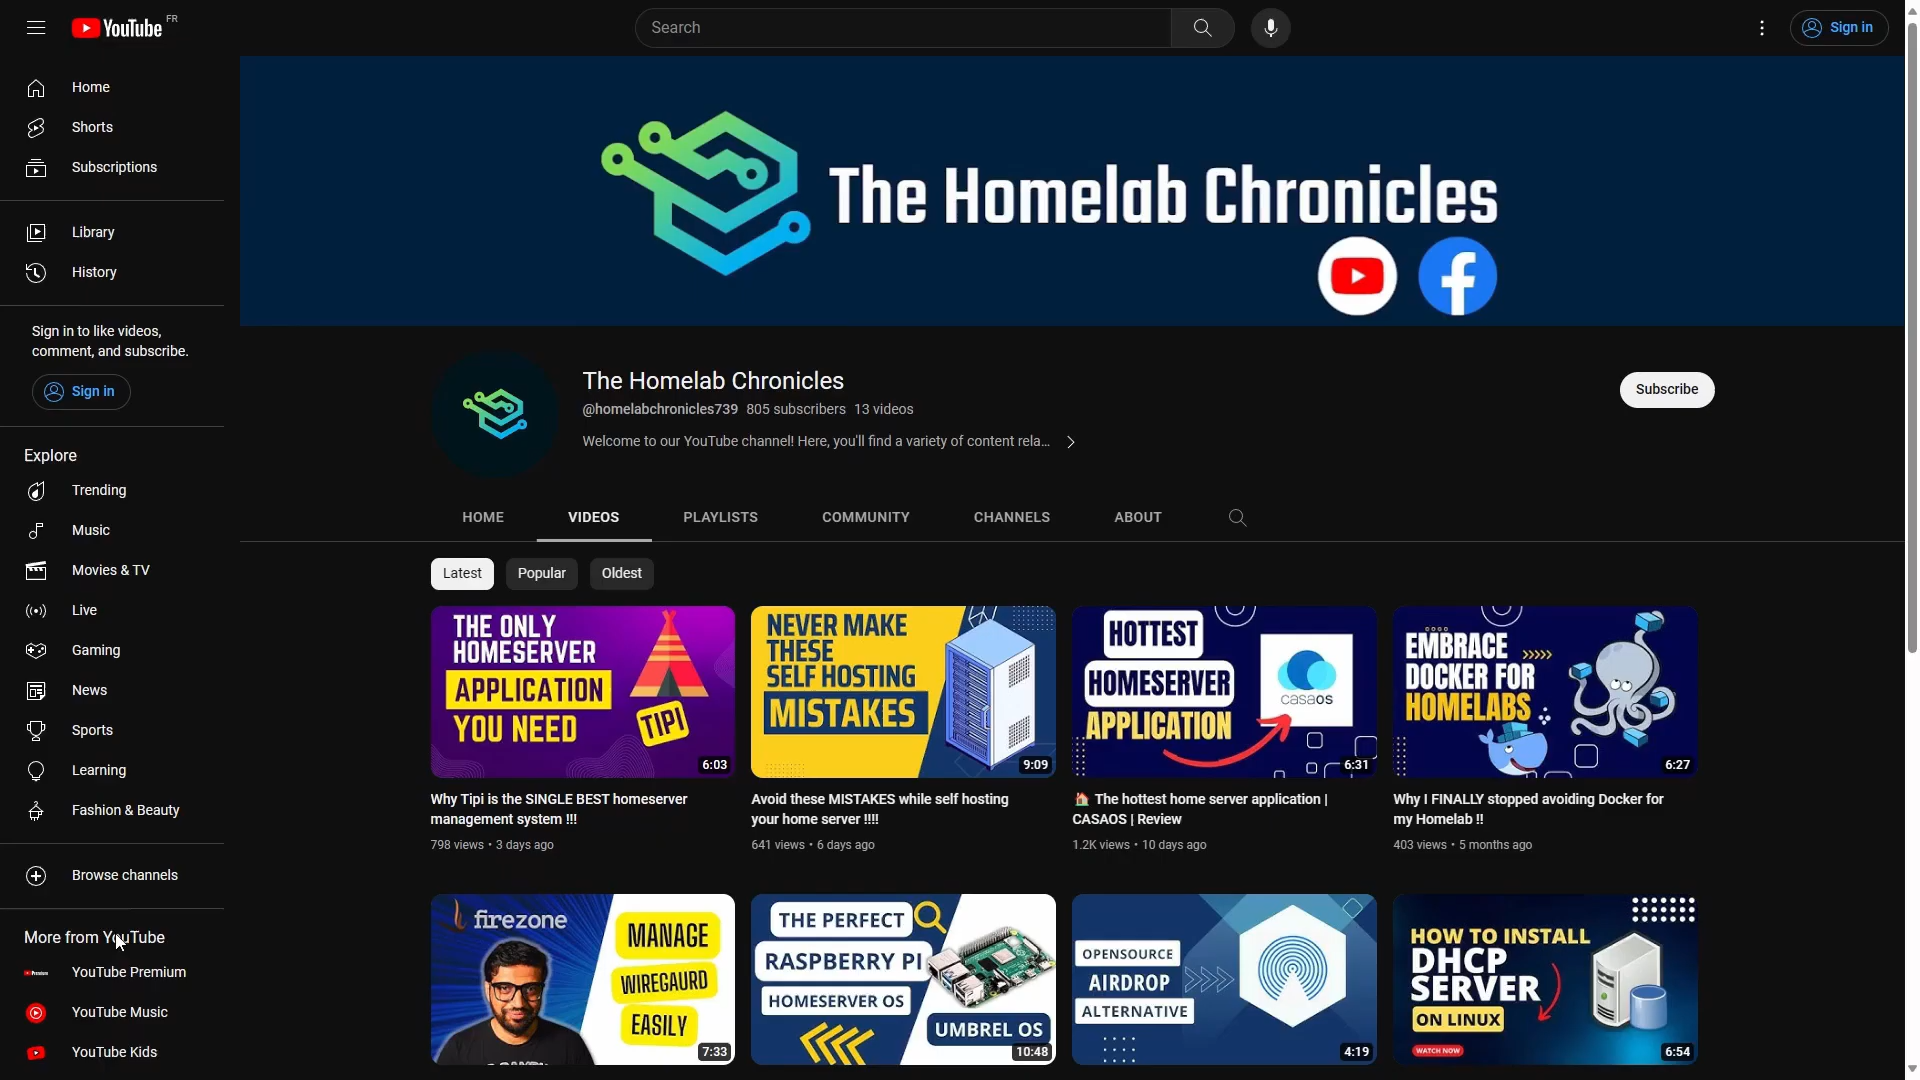 YouTube FR
Search
Sign in
Home
Shorts
Subscriptions
Library
History
Sign in to like videos,
comment, and subscribe.
Sign in
Explore
Trending
Music
Movies & TV
Live
Gaming
News
Sports
Learning
Fashion & Beauty
Browse channels
More from YouTube
YouTube Premium
YouTube Music
YouTube Kids
The Homelab Chronicles
The Homelab Chronicles
@homelabchronicles739 805 subscribers 13 videos
Welcome to our YouTube channel! Here, you'll find a variety of content rela...
Subscribe
HOME VIDEOS PLAYLISTS COMMUNITY CHANNELS ABOUT
Latest Popular Oldest
THE ONLY
HOMESERVER
APPLICATION
YOU NEED
TIPI
6:03
Why Tipi is the SINGLE BEST homeserver
management system !!!
798 views • 3 days ago
NEVER MAKE
THESE
SELF HOSTING
MISTAKES
9:09
Avoid these MISTAKES while self hosting
your home server !!!!
641 views • 6 days ago
HOTTEST
HOMESERVER
APPLICATION
casaos
6:31
🏠 The hottest home server application |
CASAOS | Review
1.2K views • 10 days ago
EMBRACE
DOCKER FOR
HOMELABS
6:27
Why I FINALLY stopped avoiding Docker for
my Homelab !!
403 views • 5 months ago
firezone
MANAGE
WIREGAURD
EASILY
7:33
THE PERFECT
RASPBERRY PI
HOMESERVER OS
UMBREL OS
10:48
OPENSOURCE
AIRDROP
ALTERNATIVE
4:19
HOW TO INSTALL
DHCP
SERVER
ON LINUX
WATCH NOW
6:54